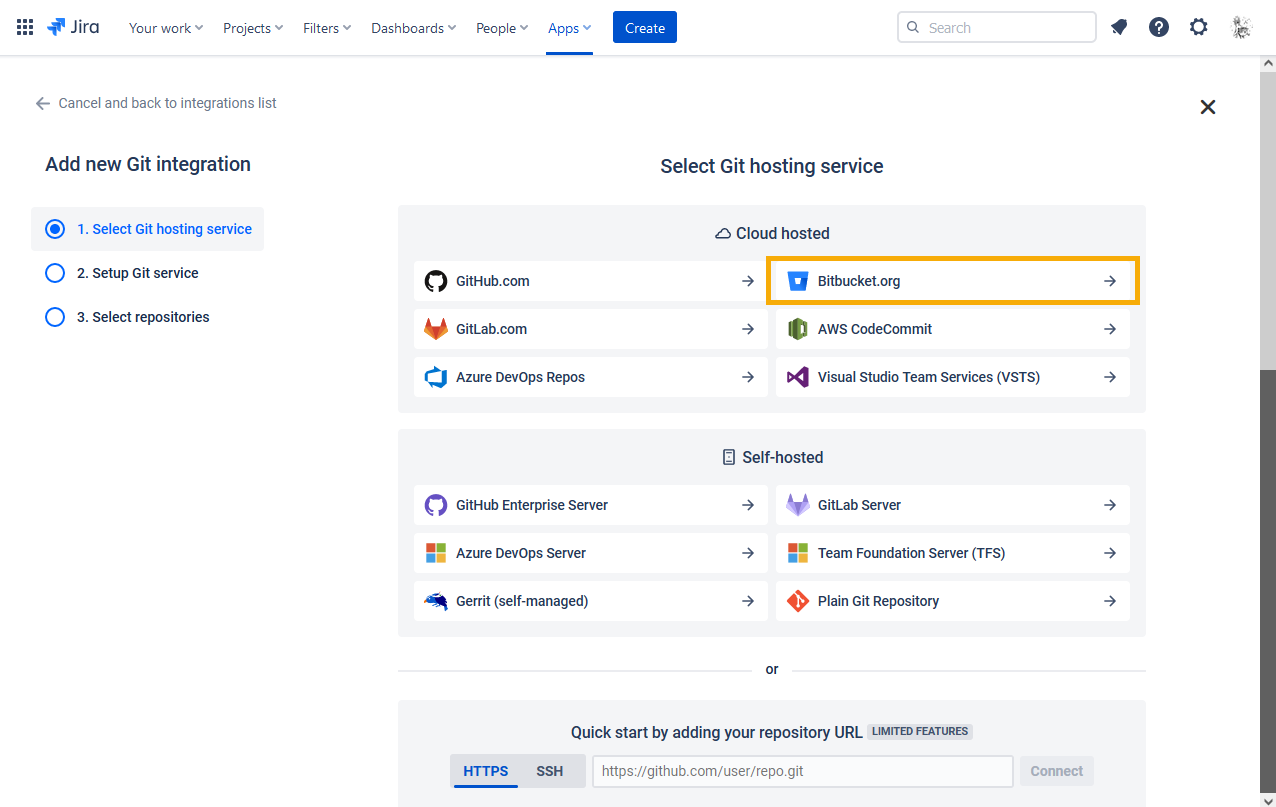 Jira Your work Projects Filters Dashboards People Apps Create Search
Cancel and back to integrations list
Add new Git integration
1. Select Git hosting service
2. Setup Git service
3. Select repositories
Select Git hosting service
Cloud hosted
GitHub.com Bitbucket.org
GitLab.com AWS CodeCommit
Azure DevOps Repos Visual Studio Team Services (VSTS)
Self-hosted
GitHub Enterprise Server GitLab Server
Azure DevOps Server Team Foundation Server (TFS)
Gerrit (self-managed) Plain Git Repository
or
Quick start by adding your repository URL LIMITED FEATURES
HTTPS SSH https://github.com/user/repo.git Connect